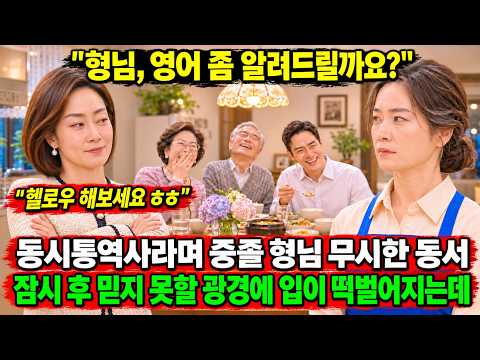 "형님, 영어 좀 알려드릴까요?"
"헬로우 해보세요 ㅎㅎ"
동시통역사라며 중졸 형님 무시한 동서
잠시 후 믿지 못할 광경에 입이 떡벌어지는데